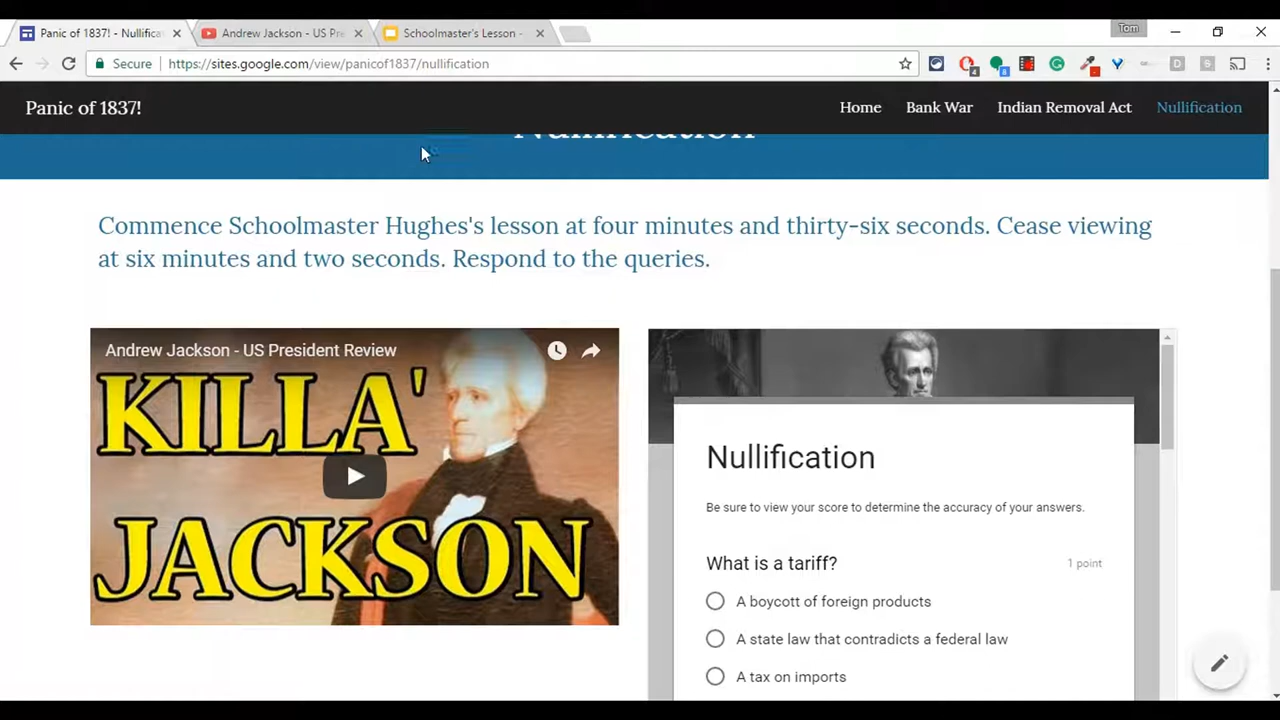 Panic of 1837! - Nullifica
Andrew Jackson - US Pre
Schoolmaster's Lesson -
Tom
Secure
https://sites.google.com/view/panicof1837/nullification
4
8
Panic of 1837!
Home
Bank War
Indian Removal Act
Nullification
Nullification
Commence Schoolmaster Hughes's lesson at four minutes and thirty-six seconds. Cease viewing
at six minutes and two seconds. Respond to the queries.
Andrew Jackson - US President Review
KILLA'
JACKSON
Nullification
Be sure to view your score to determine the accuracy of your answers.
What is a tariff?
1 point
A boycott of foreign products
A state law that contradicts a federal law
A tax on imports